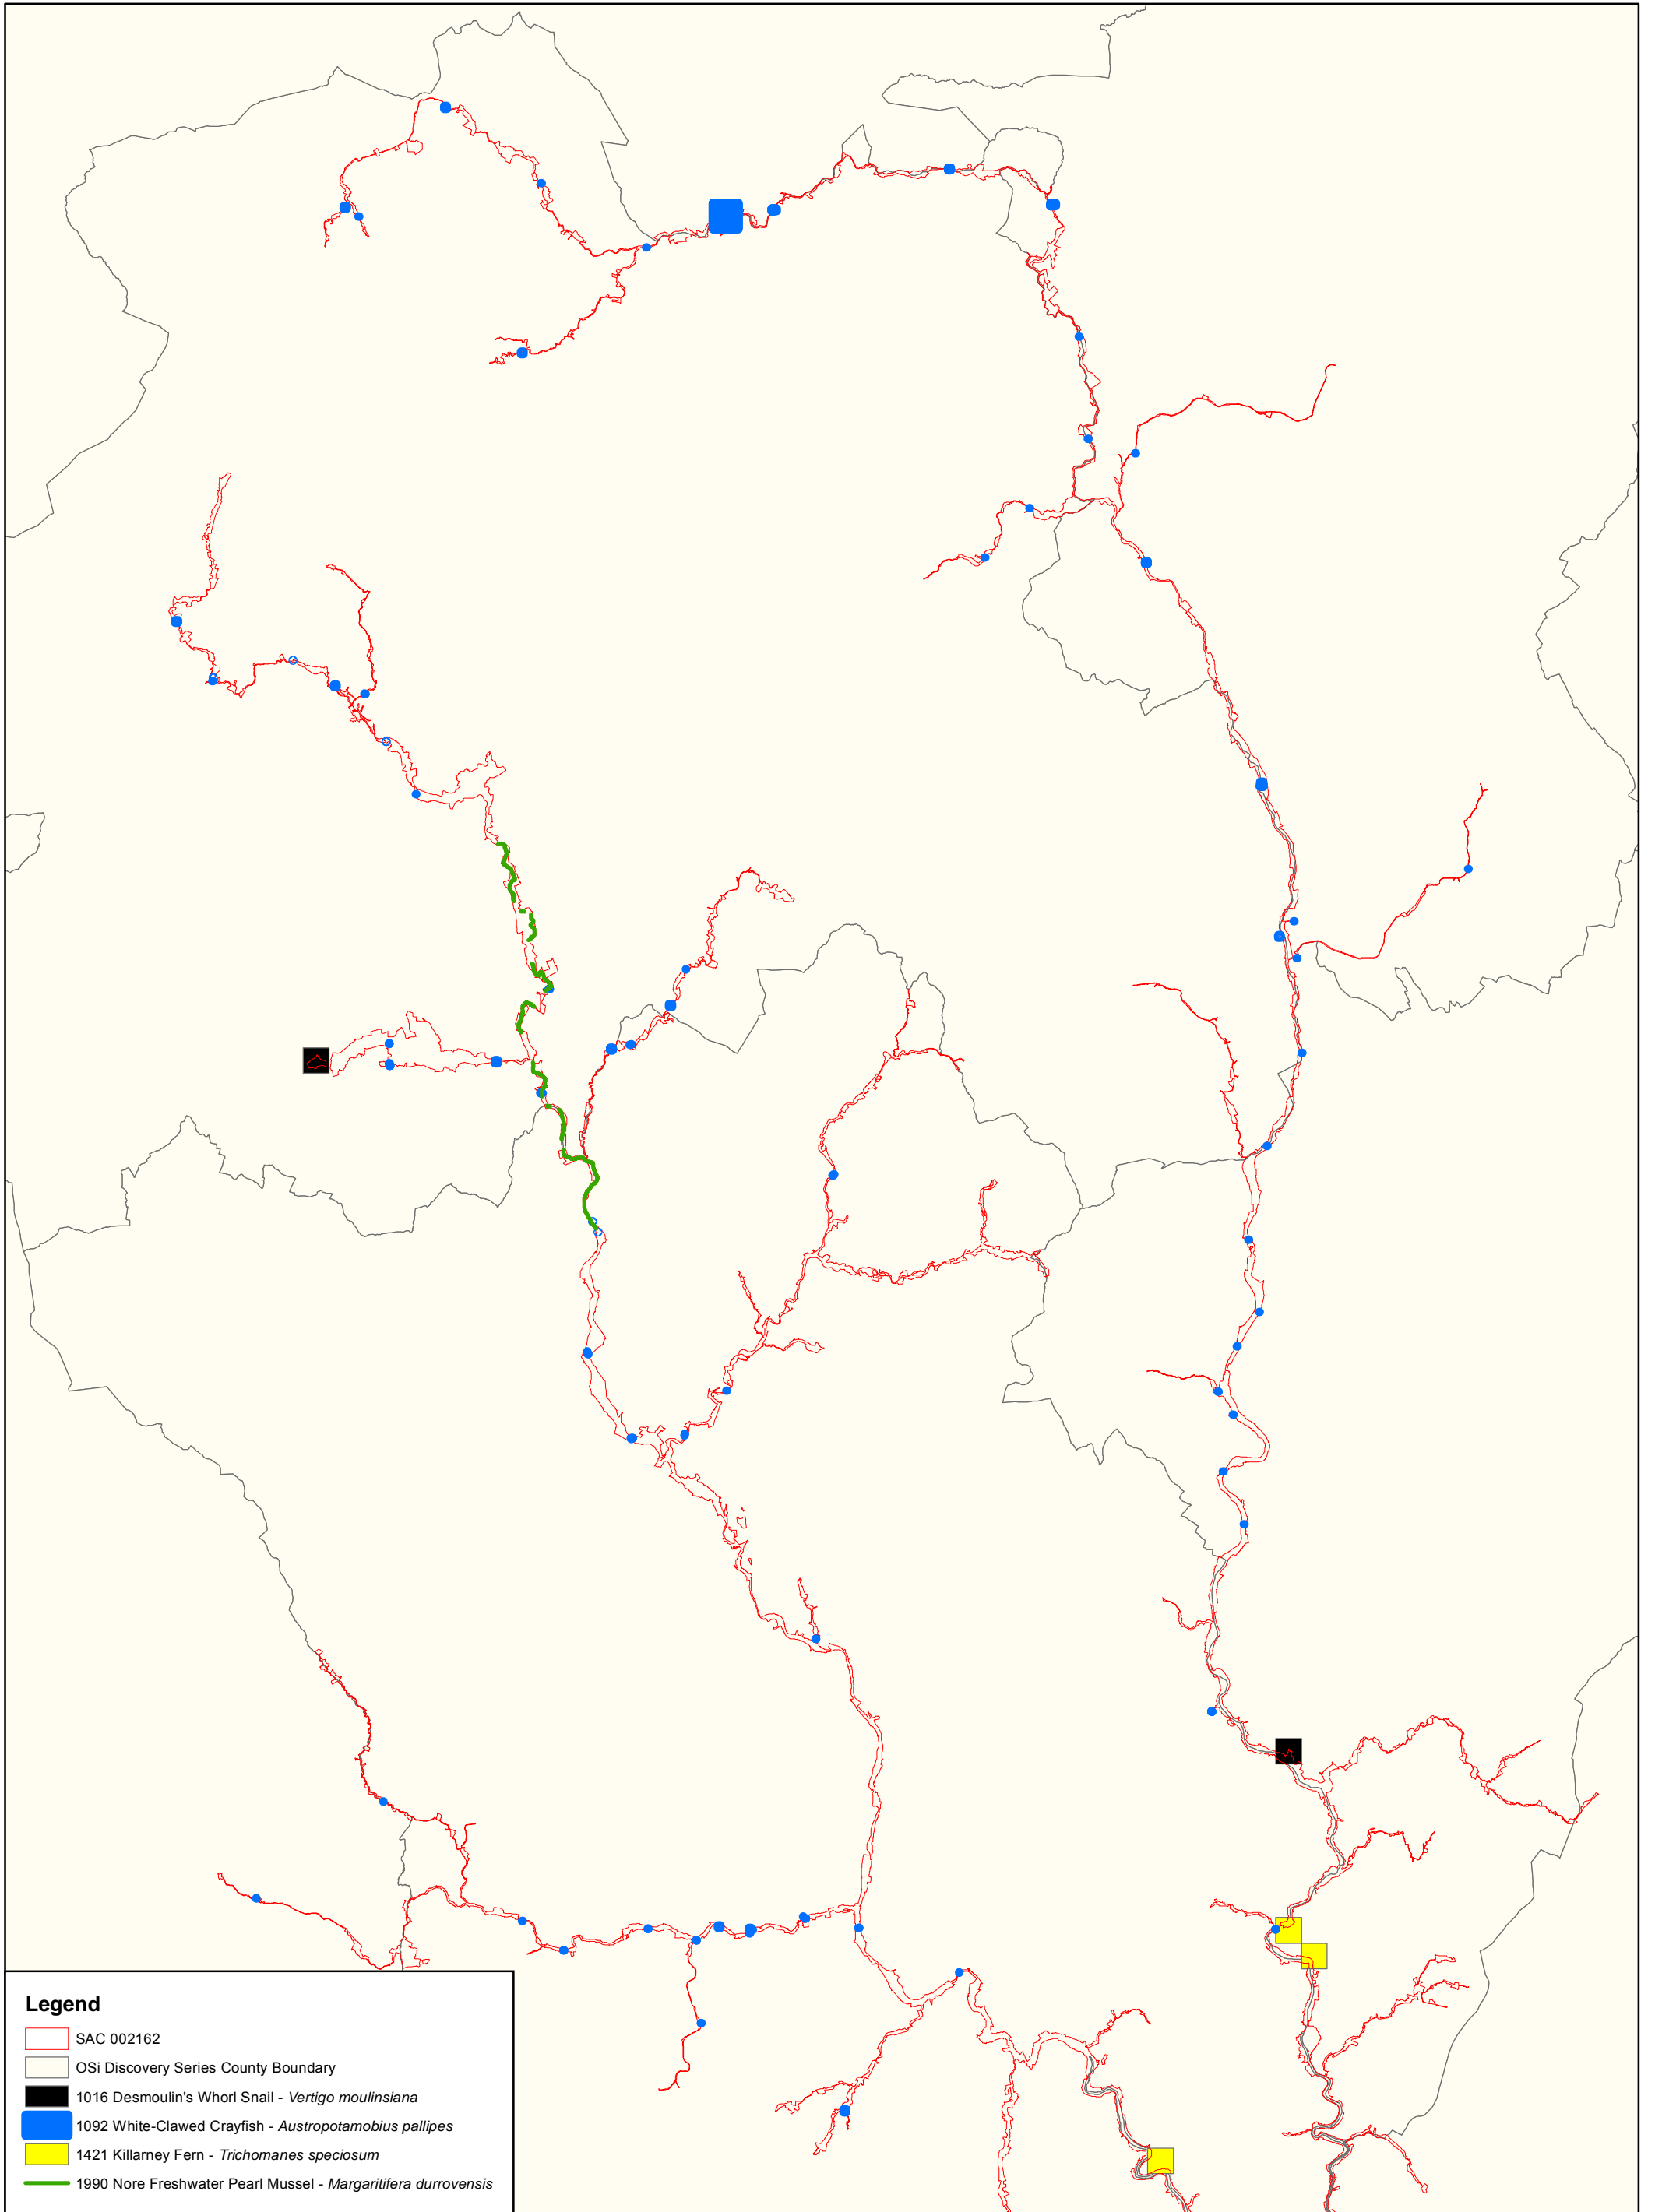 Legend
SAC 002162
OSi Discovery Series County Boundary
1016 Desmoulin's Whorl Snail - Vertigo moulinsiana
1092 White-Clawed Crayfish - Austropotamobius pallipes
1421 Killarney Fern - Trichomanes speciosum
1990 Nore Freshwater Pearl Mussel - Margaritifera durrovensis